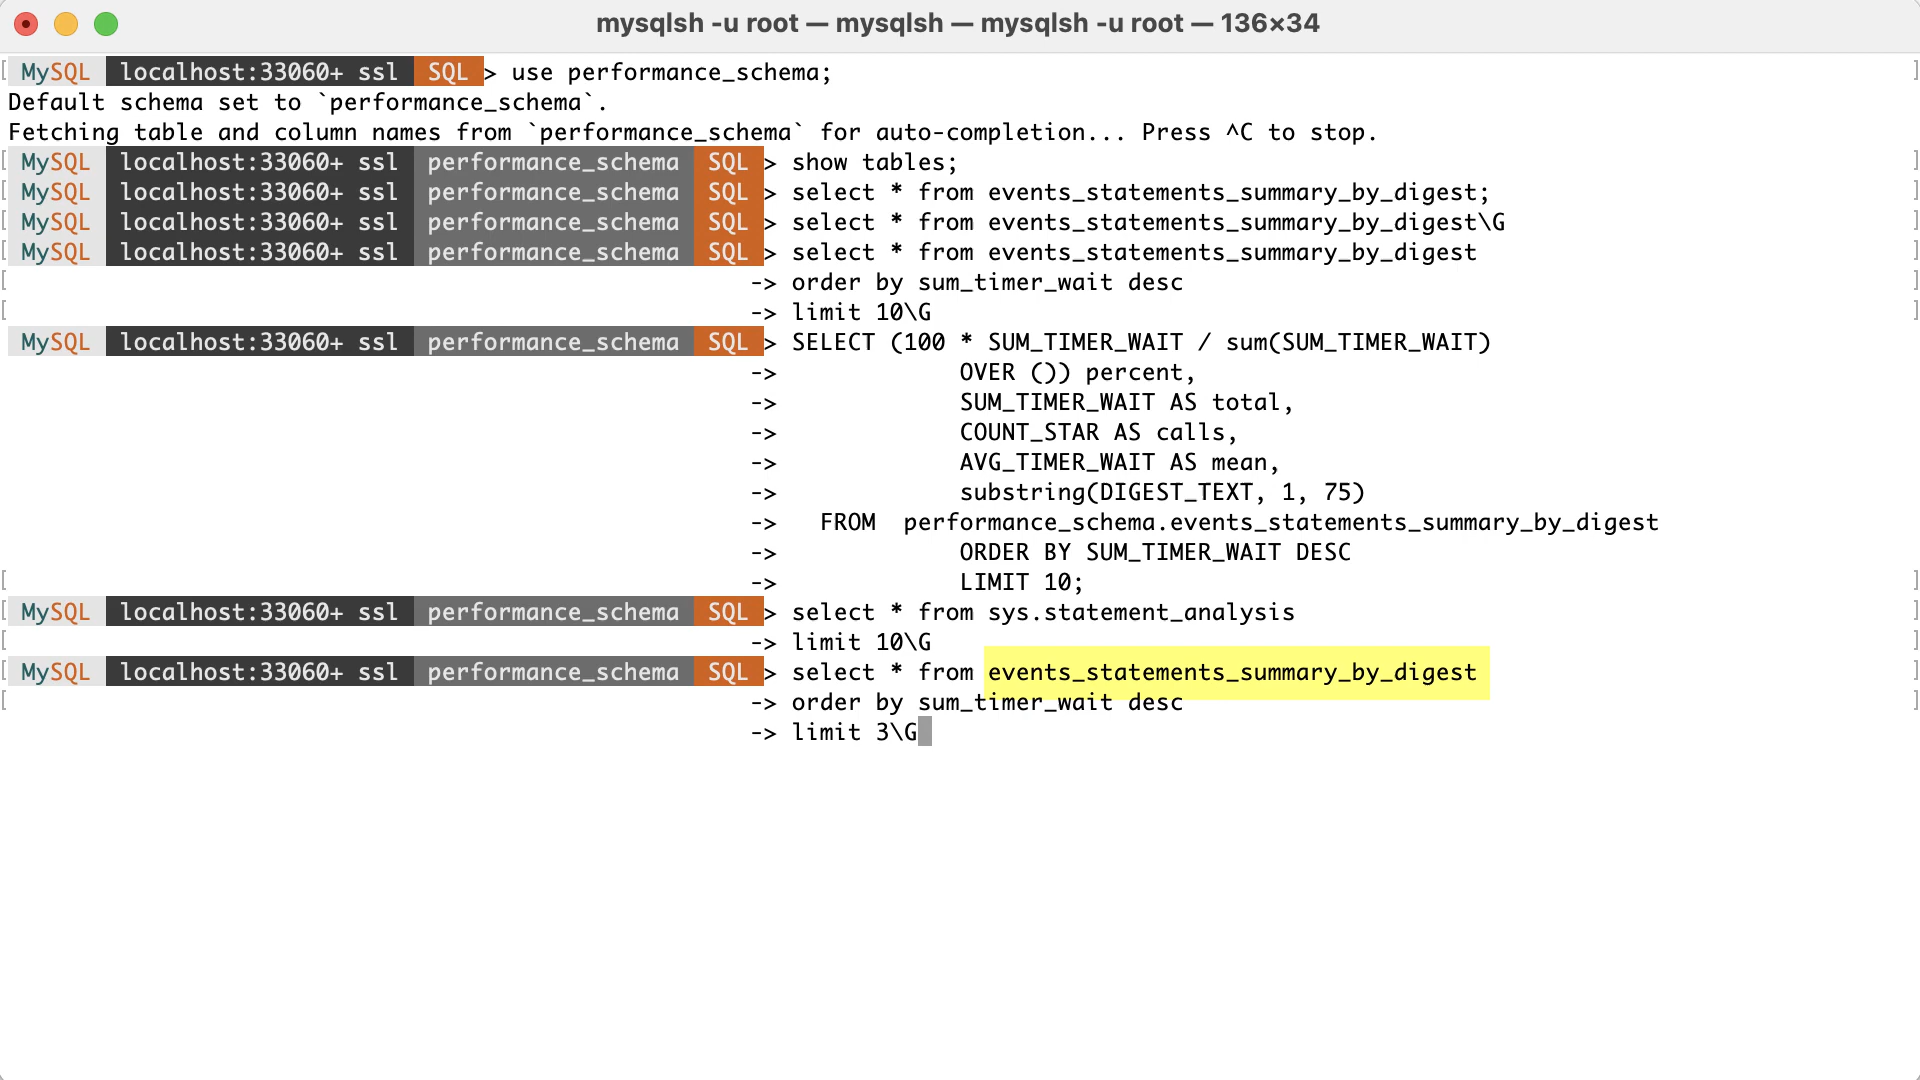 mysqlsh -u root — mysqlsh — mysqlsh -u root — 136×34
MySQL localhost:33060+ ssl SQL > use performance_schema;
Default schema set to `performance_schema`.
Fetching table and column names from `performance_schema` for auto-completion... Press ^C to stop.
MySQL localhost:33060+ ssl performance_schema SQL > show tables;
MySQL localhost:33060+ ssl performance_schema SQL > select * from events_statements_summary_by_digest;
MySQL localhost:33060+ ssl performance_schema SQL > select * from events_statements_summary_by_digest\G
MySQL localhost:33060+ ssl performance_schema SQL > select * from events_statements_summary_by_digest
-> order by sum_timer_wait desc
-> limit 10\G
MySQL localhost:33060+ ssl performance_schema SQL > SELECT (100 * SUM_TIMER_WAIT / sum(SUM_TIMER_WAIT)
-> OVER ()) percent,
-> SUM_TIMER_WAIT AS total,
-> COUNT_STAR AS calls,
-> AVG_TIMER_WAIT AS mean,
-> substring(DIGEST_TEXT, 1, 75)
-> FROM performance_schema.events_statements_summary_by_digest
-> ORDER BY SUM_TIMER_WAIT DESC
-> LIMIT 10;
MySQL localhost:33060+ ssl performance_schema SQL > select * from sys.statement_analysis
-> limit 10\G
MySQL localhost:33060+ ssl performance_schema SQL > select * from events_statements_summary_by_digest
-> order by sum_timer_wait desc
-> limit 3\G